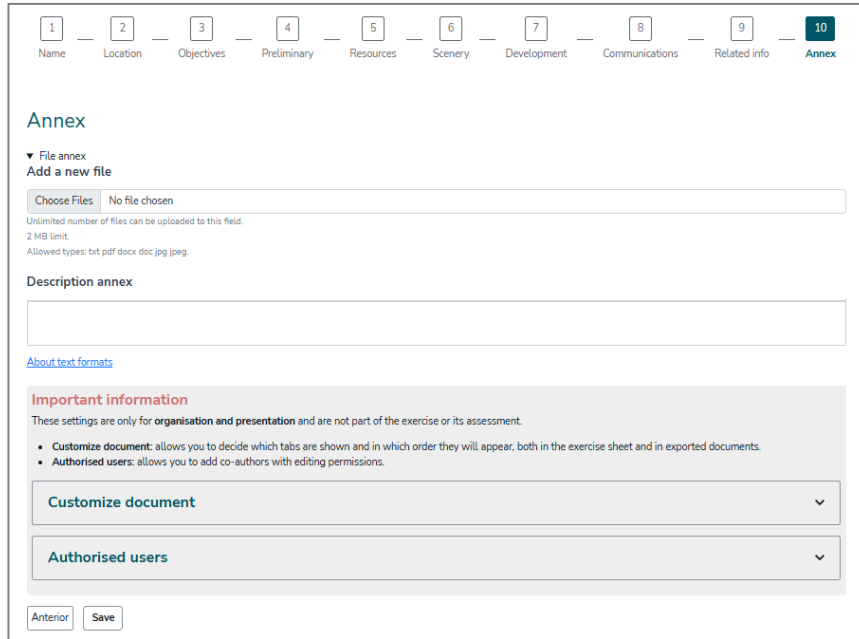 1 2 3 4 5 6 7 8 9 10
Name Location Objectives Preliminary Resources Scenery Development Communications Related info Annex
Annex
▼ File annex
Add a new file
Choose Files No file chosen
Unlimited number of files can be uploaded to this field.
2 MB limit.
Allowed types: txt pdf docx doc jpg jpeg.
Description annex
About text formats
Important information
These settings are only for organisation and presentation and are not part of the exercise or its assessment.
• Customize document: allows you to decide which tabs are shown and in which order they will appear, both in the exercise sheet and in exported documents.
• Authorised users: allows you to add co-authors with editing permissions.
Customize document
Authorised users
Anterior Save